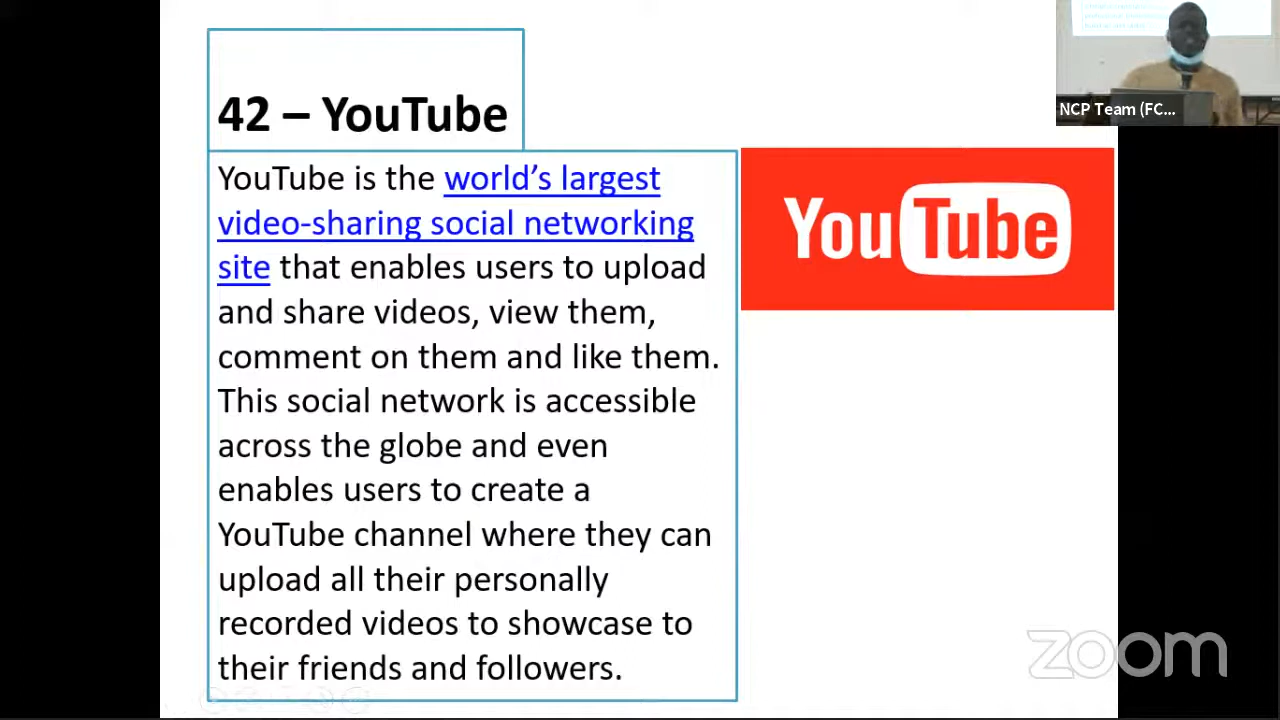 42 – YouTube
YouTube is the world’s largest
video-sharing social networking
site that enables users to upload
and share videos, view them,
comment on them and like them.
This social network is accessible
across the globe and even
enables users to create a
YouTube channel where they can
upload all their personally
recorded videos to showcase to
their friends and followers.
YouTube
NCP Team (FC...
zoom